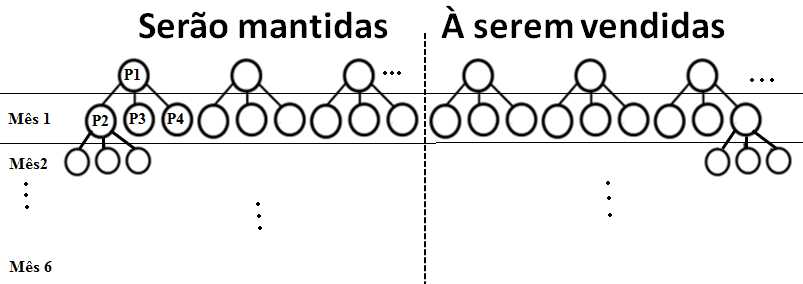 Serão mantidas À serem vendidas
P1
...
...
Mês 1
P2 P3 P4
Mês2
Mês 6